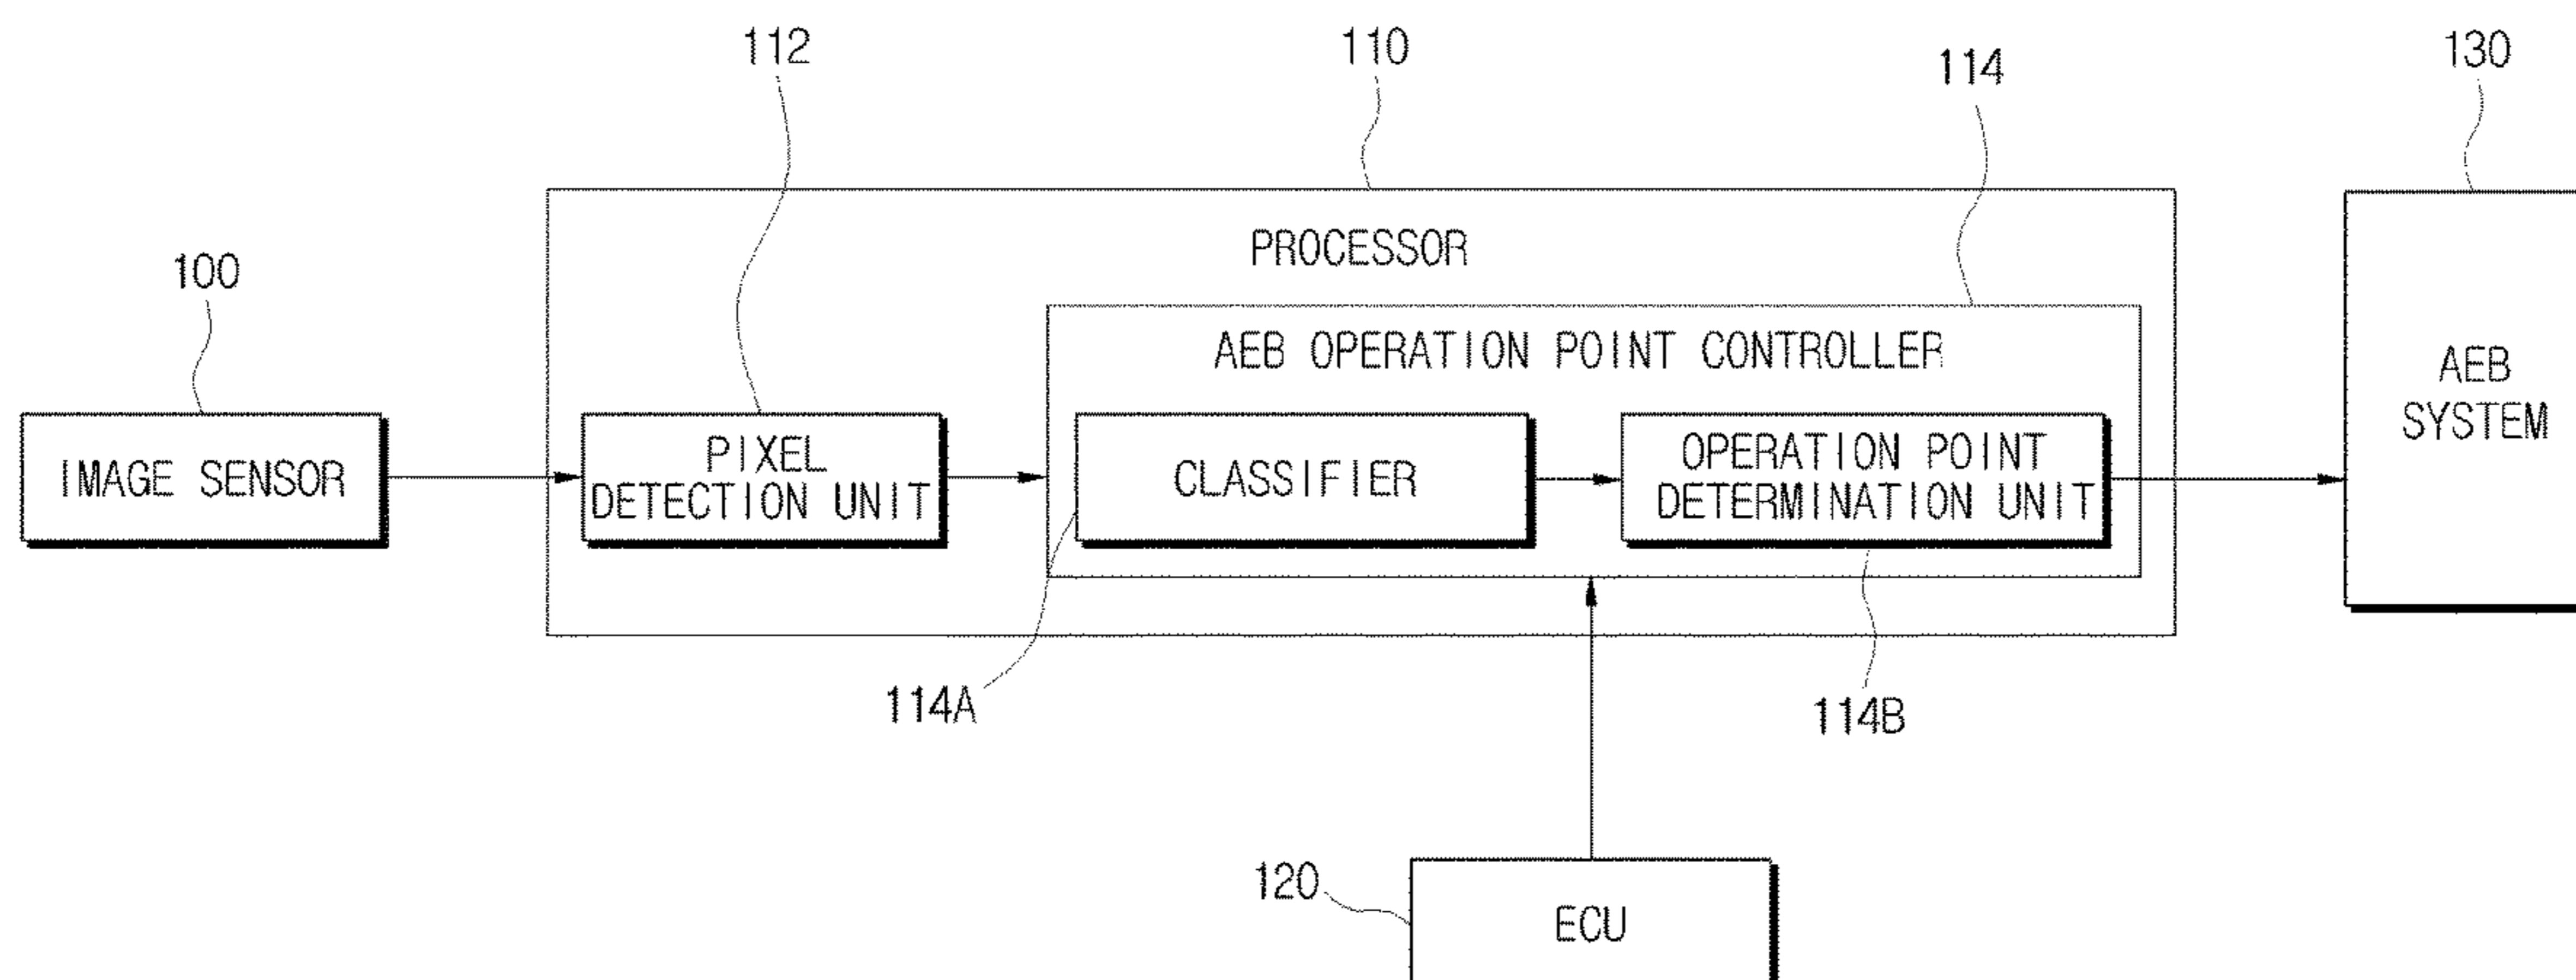 112
110
114
130
PROCESSOR
100
AEB OPERATION POINT CONTROLLER
AEB
SYSTEM
IMAGE SENSOR
PIXEL
DETECTION UNIT
CLASSIFIER
OPERATION POINT
DETERMINATION UNIT
114A
114B
120
ECU